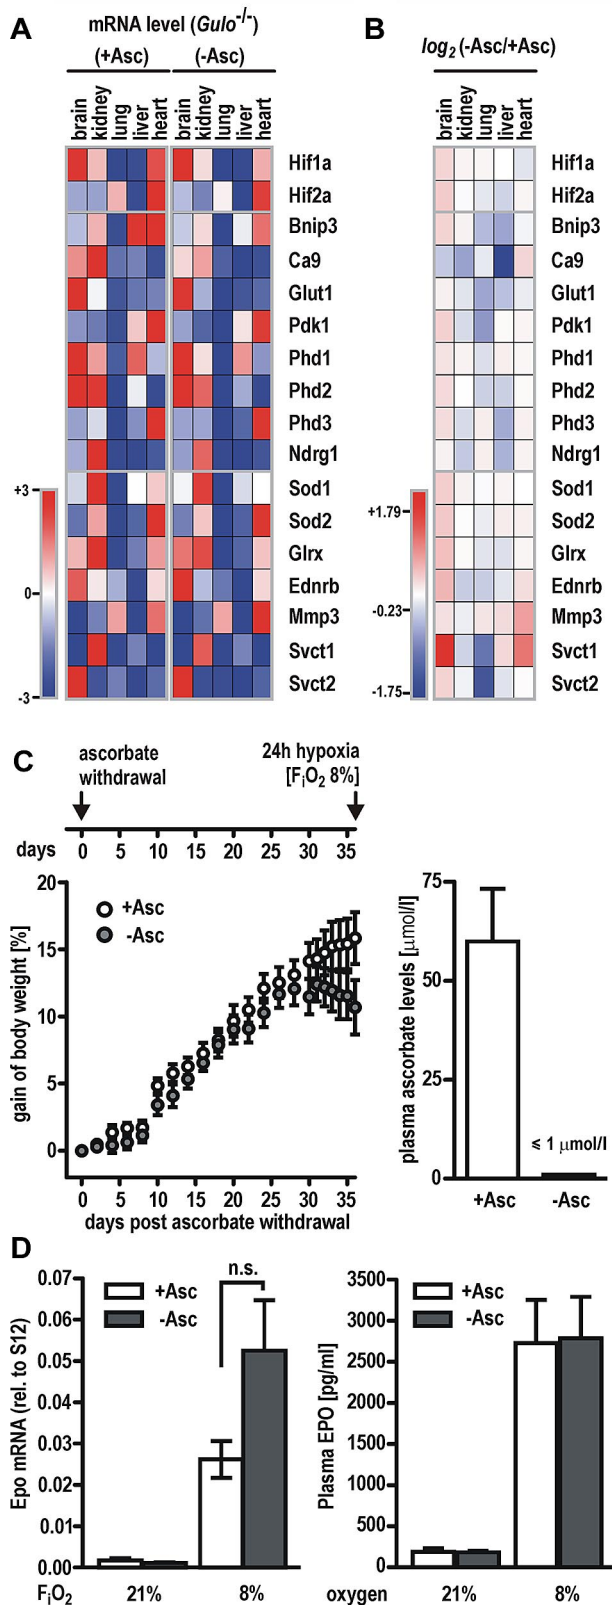 A
mRNA level (Gulo-/-)
(+Asc) (-Asc)
brain kidney lung liver heart brain kidney lung liver heart
B
log2 (-Asc/+Asc)
brain kidney lung liver heart
Hif1a Hif1a
Hif2a Hif2a
Bnip3 Bnip3
Ca9 Ca9
Glut1 Glut1
Pdk1 Pdk1
Phd1 Phd1
Phd2 Phd2
Phd3 Phd3
Ndrg1 Ndrg1
Sod1 Sod1
Sod2 Sod2
Glrx Glrx
Ednrb Ednrb
Mmp3 Mmp3
Svct1 Svct1
Svct2 Svct2
+3
0
-3
+1.79
-0.23
-1.75
C
ascorbate
withdrawal
24h hypoxia
[FiO2 8%]
days 0 5 10 15 20 25 30 35
gain of body weight [%]
20
15
10
5
0
+Asc
-Asc
0 5 10 15 20 25 30 35
days post ascorbate withdrawal
plasma ascorbate levels [µmol/l]
75
50
25
0
⩽ 1 µmol/l
+Asc -Asc
D
Epo mRNA (rel. to S12)
0.07
0.06
0.05
0.04
0.03
0.02
0.01
0.00
+Asc
-Asc
n.s.
FiO2 21% 8%
Plasma EPO [pg/ml]
3500
3000
2500
2000
1500
1000
500
0
+Asc
-Asc
oxygen 21% 8%